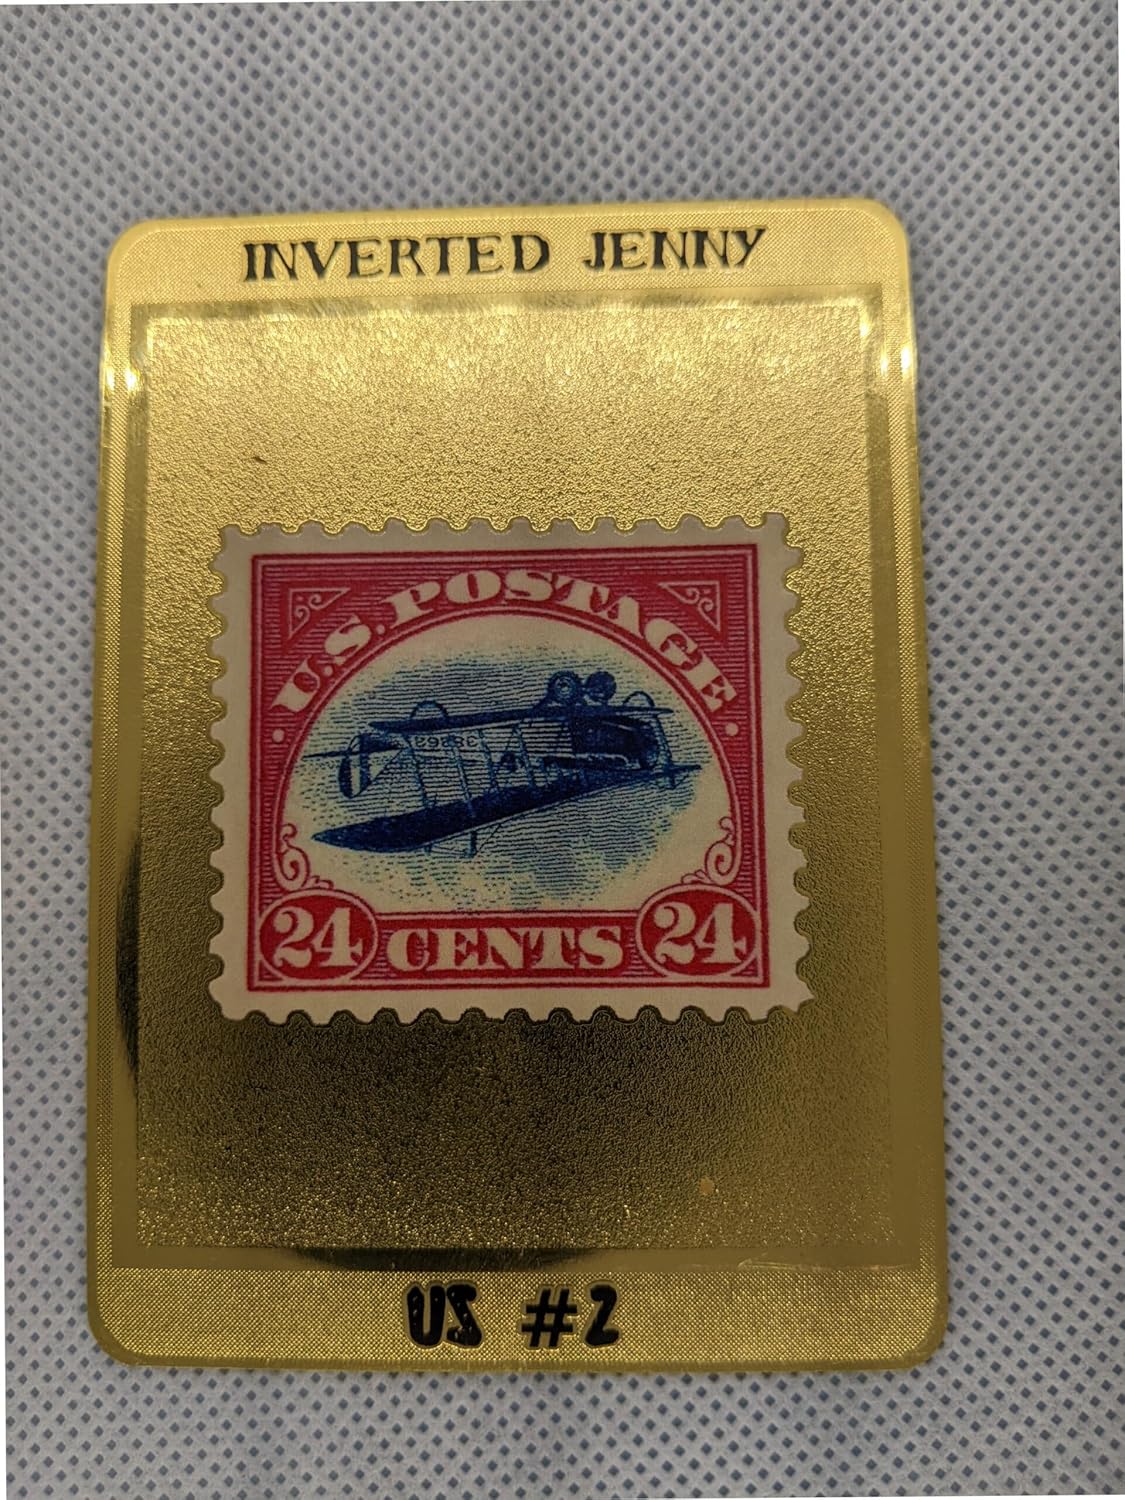 INVERTED JENNY
U.S. POSTAGE
24 CENTS 24
US #2